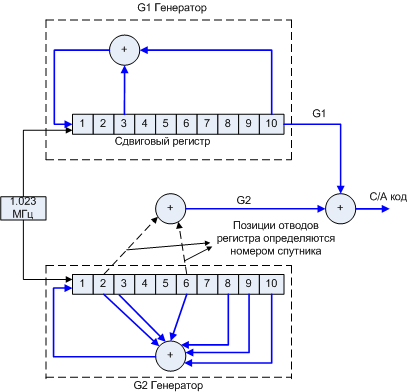 G1 Генератор
+
1 2 3 4 5 6 7 8 9 10
G1
Сдвиговый регистр
1.023
МГц
+
G2
+
C/A код
Позиции отводов
регистра определяются
номером спутника
1 2 3 4 5 6 7 8 9 10
+
G2 Генератор